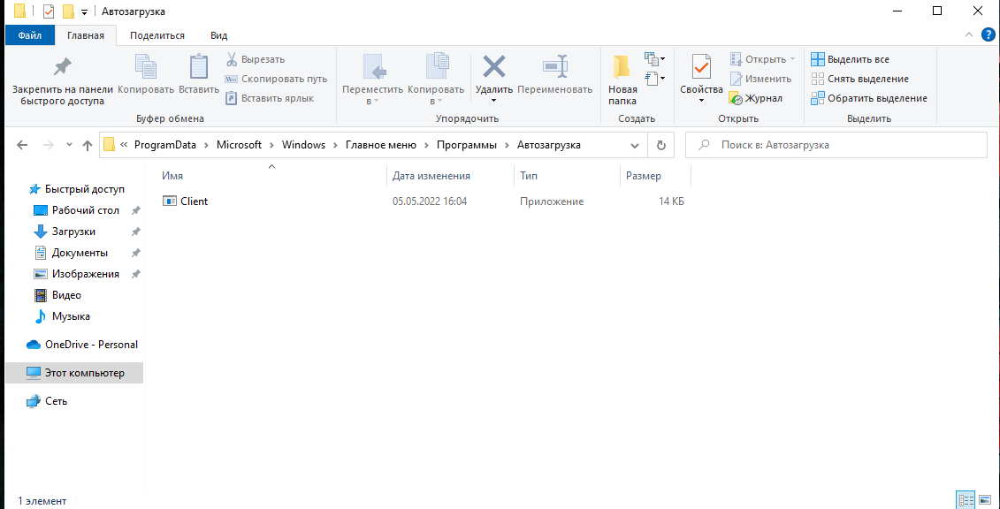 Автозагрузка
Файл Главная Поделиться Вид
Закрепить на панели быстрого доступа
Копировать
Вставить
Вырезать
Скопировать путь
Вставить ярлык
Буфер обмена
Переместить в
Копировать в
Удалить
Переименовать
Упорядочить
Новая папка
Создать
Свойства
Открыть
Изменить
Журнал
Открыть
Выделить все
Снять выделение
Обратить выделение
Выделить
« ProgramData > Microsoft > Windows > Главное меню > Программы > Автозагрузка
Поиск в: Автозагрузка
Имя Дата изменения Тип Размер
Client 05.05.2022 16:04 Приложение 14 КБ
Быстрый доступ
Рабочий стол
Загрузки
Документы
Изображения
Видео
Музыка
OneDrive - Personal
Этот компьютер
Сеть
1 элемент